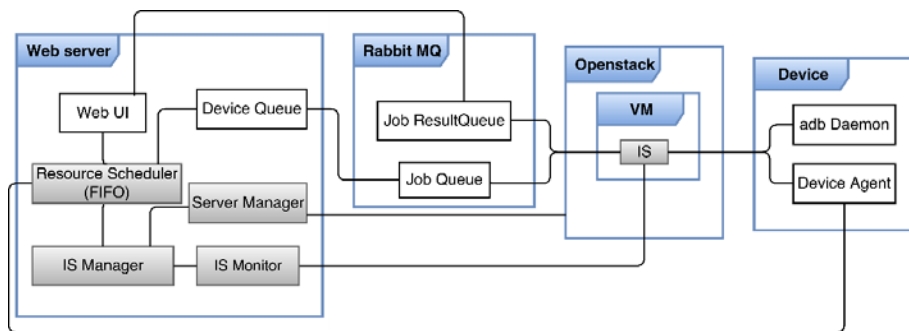 Web server
Web UI
Device Queue
Resource Scheduler
(FIFO)
Server Manager
IS Manager
IS Monitor
Rabbit MQ
Job ResultQueue
Job Queue
Openstack
VM
IS
Device
adb Daemon
Device Agent